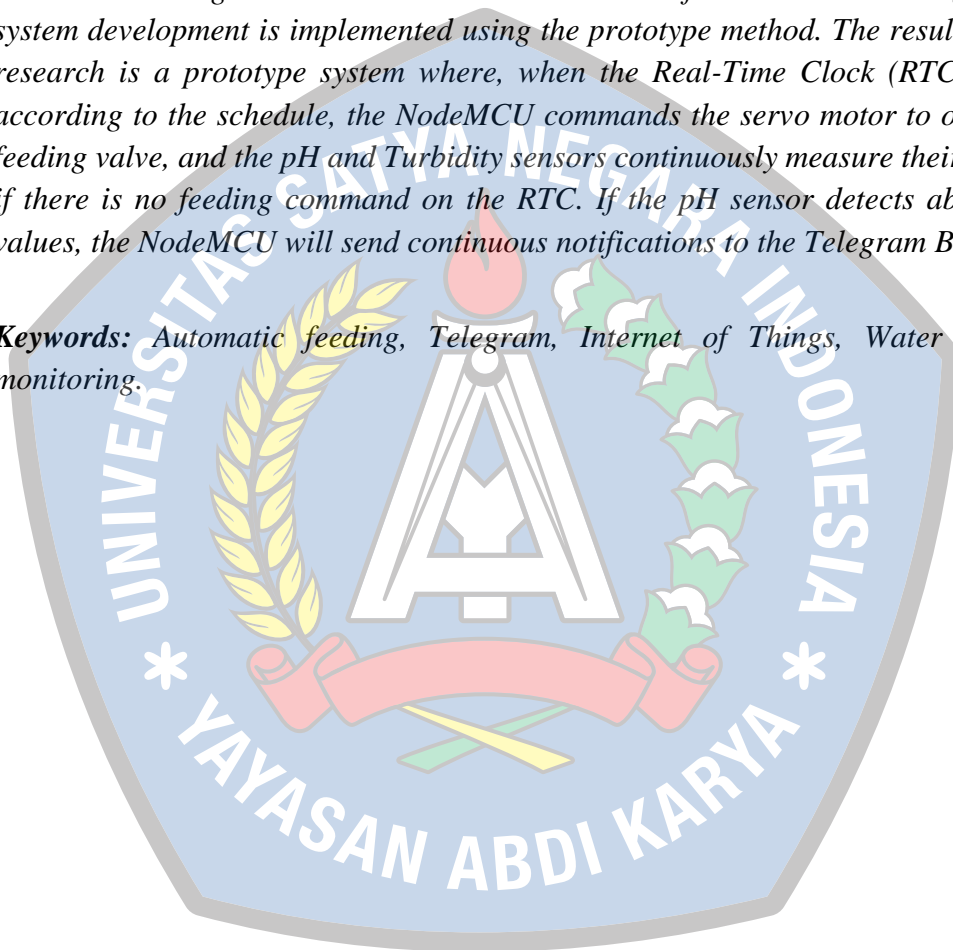 system development is implemented using the prototype method. The resul
research is a prototype system where, when the Real-Time Clock (RTC
according to the schedule, the NodeMCU commands the servo motor to o
feeding valve, and the pH and Turbidity sensors continuously measure their
if there is no feeding command on the RTC. If the pH sensor detects ab
values, the NodeMCU will send continuous notifications to the Telegram B
Keywords: Automatic feeding, Telegram, Internet of Things, Water
monitoring.
UNIVERSITAS SATYA NEGARA INDONESIA
* YAYASAN ABDI KARYA *